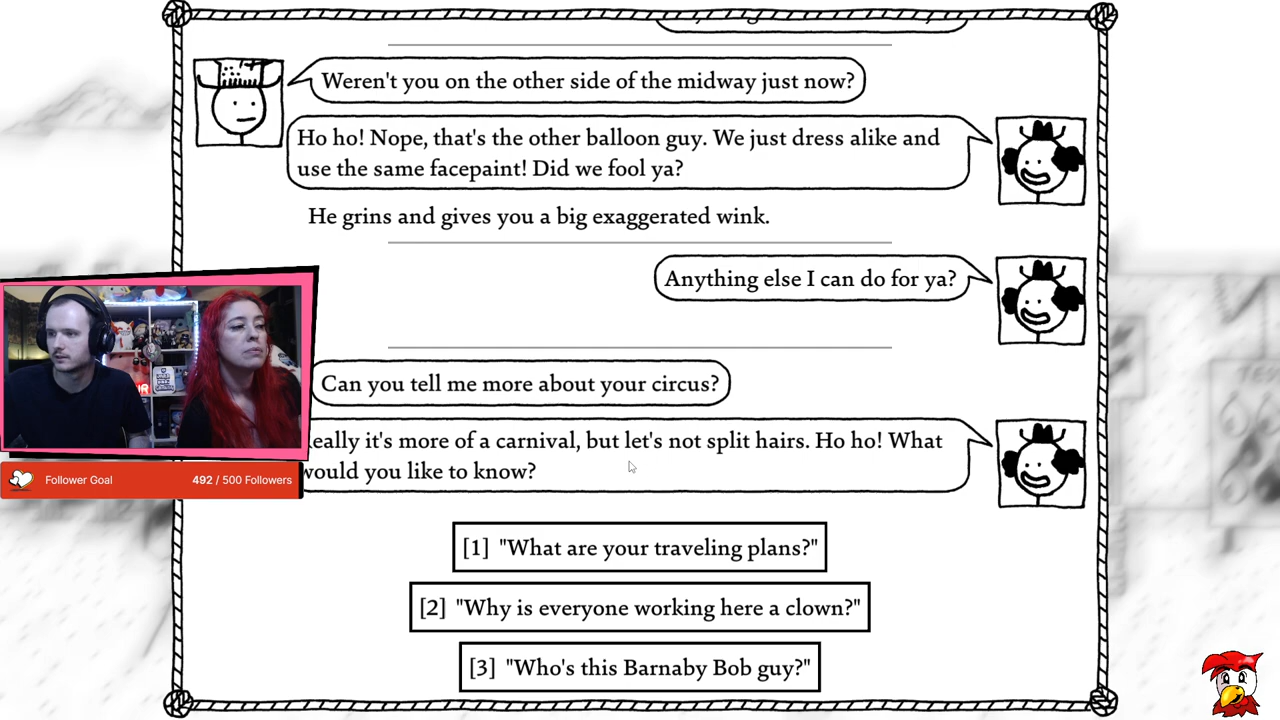 Weren't you on the other side of the midway just now?
Ho ho! Nope, that's the other balloon guy. We just dress alike and
use the same facepaint! Did we fool ya?
He grins and gives you a big exaggerated wink.
Anything else I can do for ya?
Can you tell me more about your circus?
eally it's more of a carnival, but let's not split hairs. Ho ho! What
would you like to know?
Follower Goal 492 / 500 Followers
[1] "What are your traveling plans?"
[2] "Why is everyone working here a clown?"
[3] "Who's this Barnaby Bob guy?"